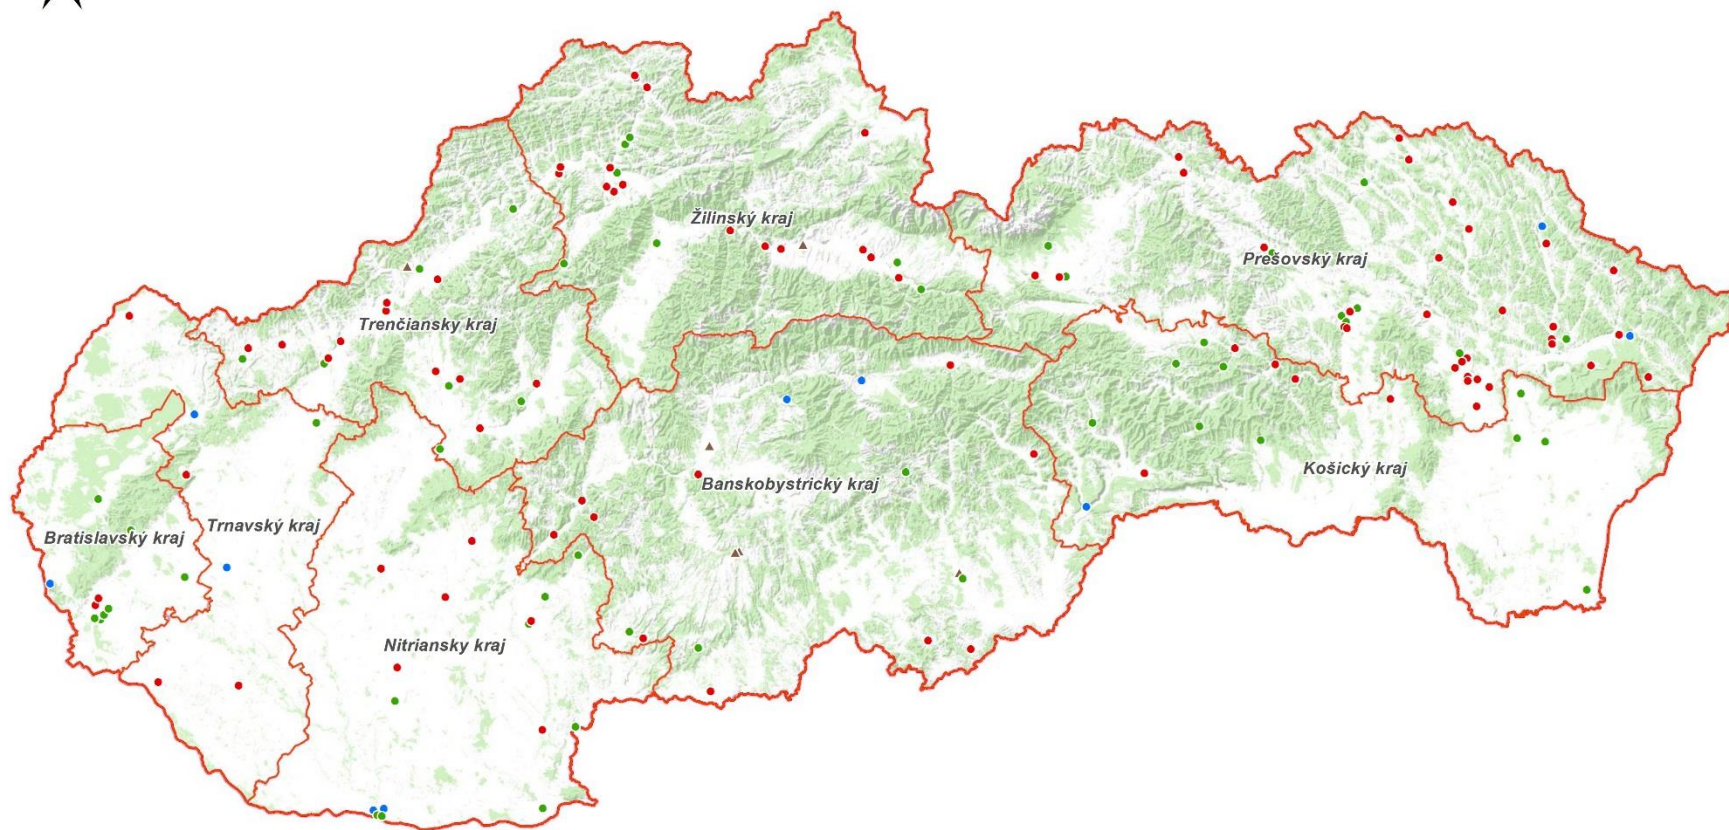 Žilinský kraj
Prešovský kraj
Trenčiansky kraj
Košický kraj
Banskobystrický kraj
Trnavský kraj
Bratislavský kraj
Nitriansky kraj